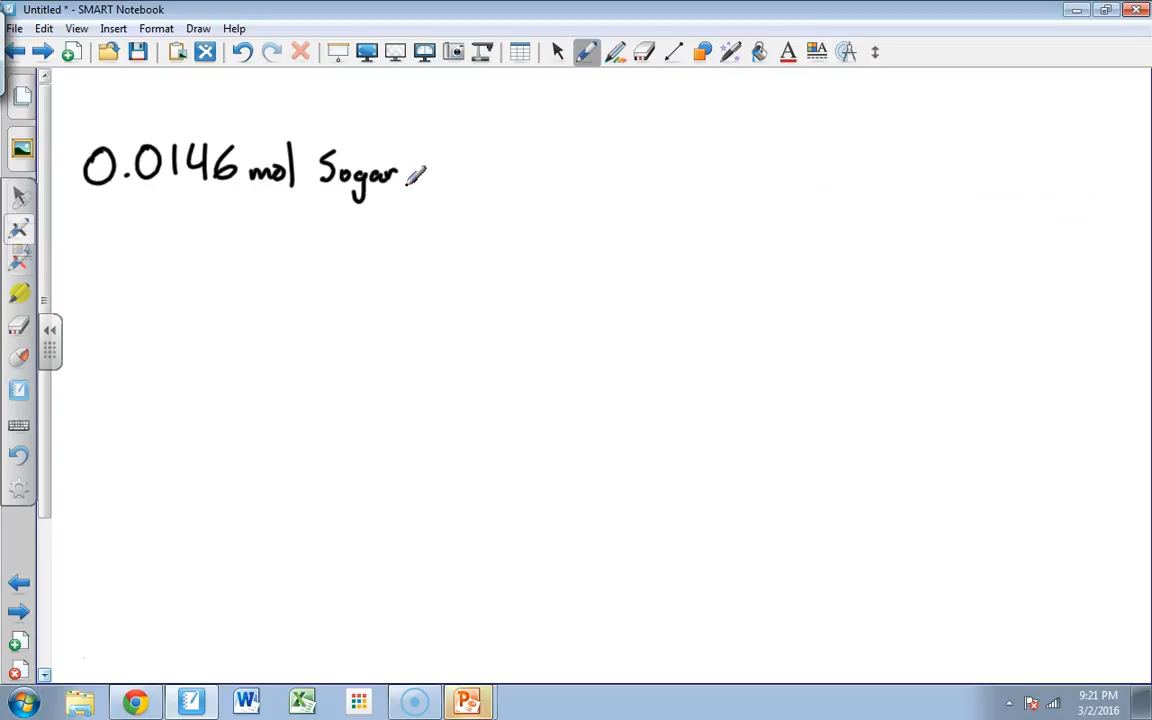 Untitled * - SMART Notebook
File Edit View Insert Format Draw Help
0.0146 mol Sogar
9:21 PM
3/2/2016